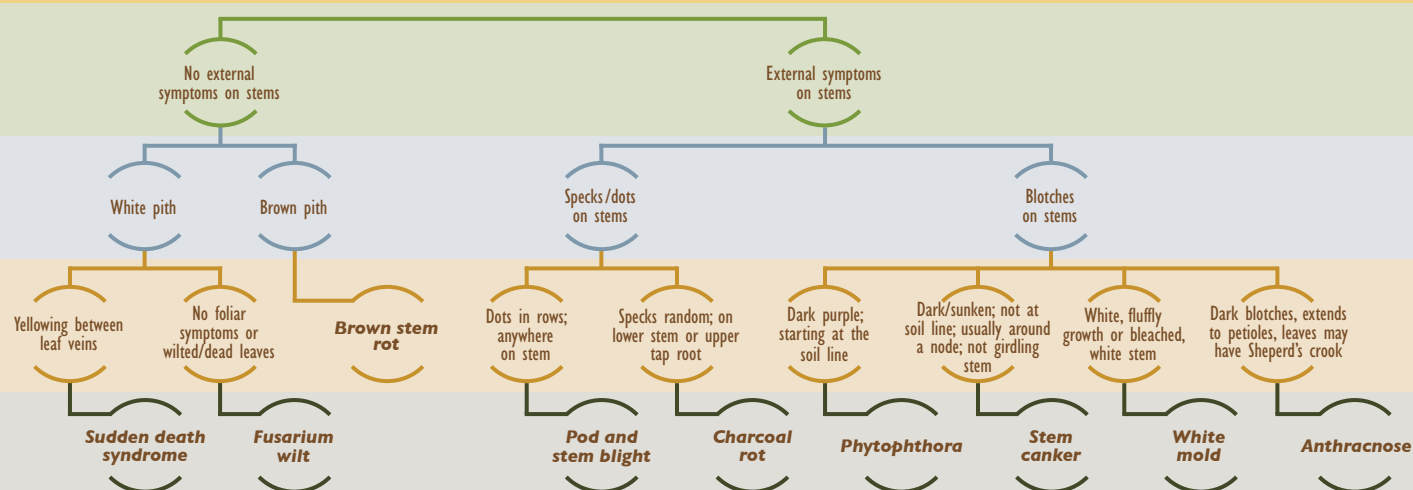 No external
symptoms on stems
External symptoms
on stems
White pith
Brown pith
Specks/dots
on stems
Blotches
on stems
Yellowing between
leaf veins
No foliar
symptoms or
wilted/dead leaves
Brown stem
rot
Dots in rows;
anywhere
on stem
Specks random; on
lower stem or upper
tap root
Dark purple;
starting at the
soil line
Dark/sunken; not at
soil line; usually around
a node; not girdling
stem
White, fluffly
growth or bleached,
white stem
Dark blotches, extends
to petioles, leaves may
have Sheperd's crook
Sudden death
syndrome
Fusarium
wilt
Pod and
stem blight
Charcoal
rot
Phytophthora
Stem
canker
White
mold
Anthracnose